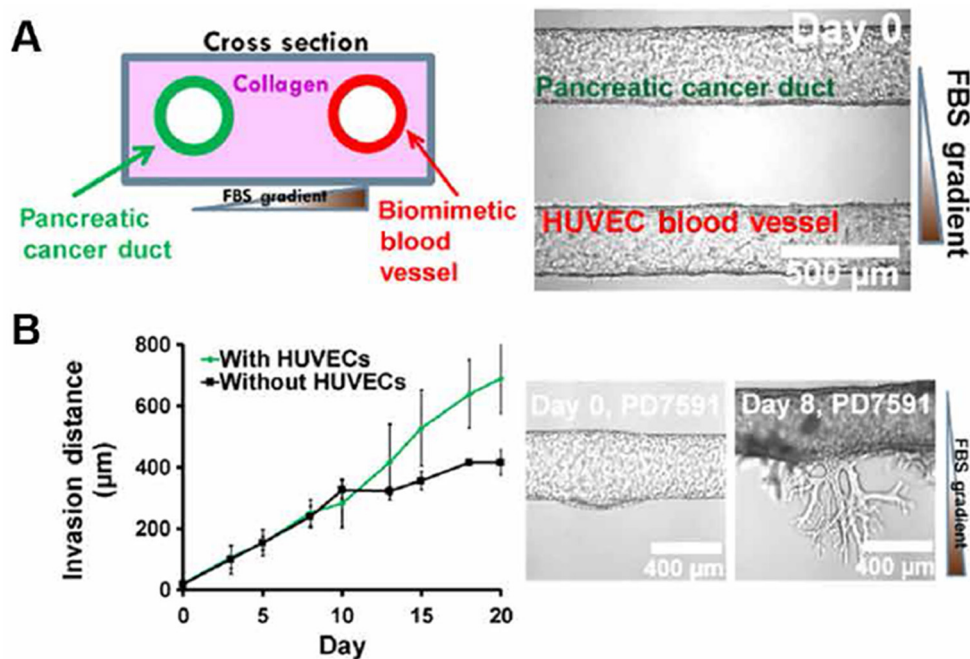 A
Cross section
Collagen
FBS gradient
Pancreatic
cancer duct
Biomimetic
blood
vessel
Day 0
Pancreatic cancer duct
HUVEC blood vessel
500 µm
FBS gradient
B
Invasion distance
(µm)
800
600
400
200
0
With HUVECs
Without HUVECs
0
5
10
15
20
Day
Day 0, PD7591
400 µm
Day 8, PD7591
400 µm
FBS gradient